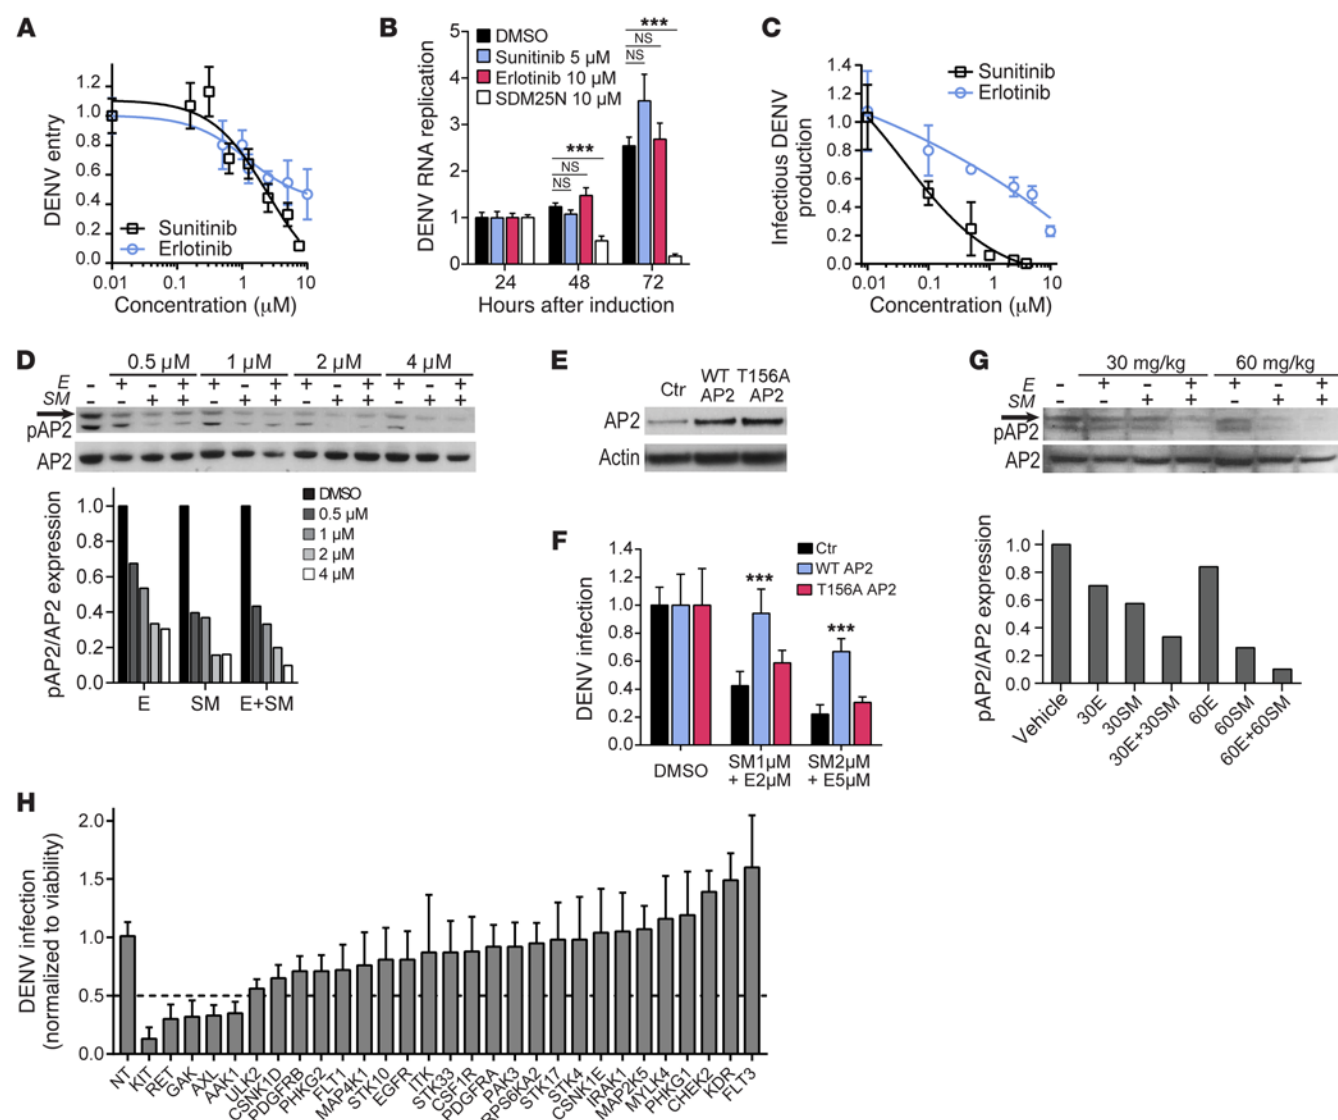 A
DENV entry
1.2
1.0
0.8
0.6
0.4
0.2
0.0
Sunitinib
Erlotinib
0.01
0.1
1
10
Concentration (µM)
B
DENV RNA replication
5
4
3
2
1
0
DMSO
Sunitinib 5 µM
Erlotinib 10 µM
SDM25N 10 µM
***
NS
NS
***
NS
NS
24
48
72
Hours after induction
C
Infectious DENV
production
1.4
1.2
1.0
0.8
0.6
0.4
0.2
0.0
Sunitinib
Erlotinib
0.01
0.1
1
10
Concentration (µM)
D
0.5 µM 1 µM 2 µM 4 µM
- + - + + - + + - + + - + E
- - + + - + + - + + - + + SM
pAP2
AP2
pAP2/AP2 expression
1.0
0.8
0.6
0.4
0.2
0.0
DMSO
0.5 µM
1 µM
2 µM
4 µM
E SM E+SM
E
Ctr
WT
AP2
T156A
AP2
AP2
Actin
F
DENV infection
1.4
1.2
1.0
0.8
0.6
0.4
0.2
0.0
Ctr
WT AP2
T156A AP2
***
***
DMSO
SM1µM
+ E2µM
SM2µM
+ E5µM
G
30 mg/kg 60 mg/kg
E - + - + + - +
SM - - + + - + +
pAP2
AP2
pAP2/AP2 expression
1.0
0.8
0.6
0.4
0.2
0.0
Vehicle
30E
30SM
30E+30SM
60E
60SM
60E+60SM
H
DENV infection
(normalized to viability)
2.0
1.5
1.0
0.5
0.0
NT
KIT
RET
GAK
AXL
AAK1
ULK2
CSNK1D
PDGFRB
PHKG2
FLT1
MAP4K1
STK10
EGFR
ITK
STK33
CSF1R
PDGFRA
PAK3
RPS6KA2
STK17
STK4
CSNK1E
IRAK1
MAP2K5
MYLK4
PHKG1
CHEK2
KDR
FLT3